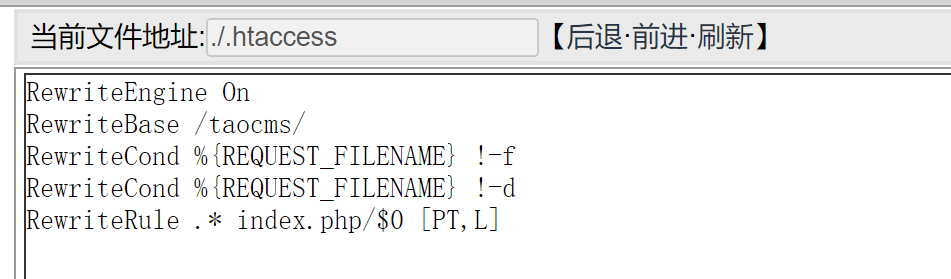 当前文件地址:./.htaccess 【后退·前进·刷新】
RewriteEngine On
RewriteBase /taocms/
RewriteCond %{REQUEST_FILENAME} !-f
RewriteCond %{REQUEST_FILENAME} !-d
RewriteRule .* index.php/$0 [PT,L]